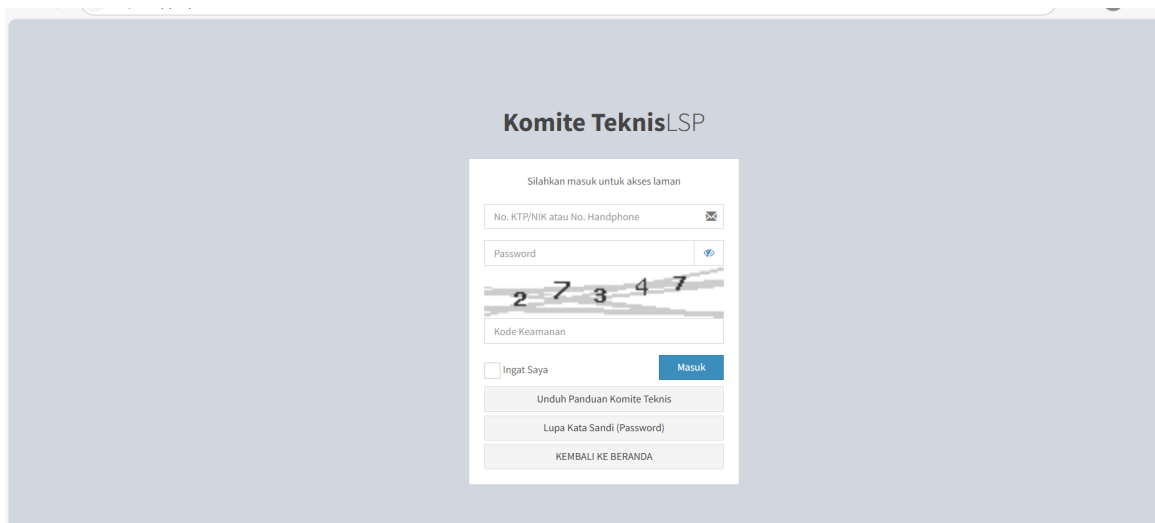 Komite TeknisLSP
Silahkan masuk untuk akses laman
No. KTP/NIK atau No. Handphone
Password
2 7 3 4 7
Kode Keamanan
Ingat Saya
Masuk
Unduh Panduan Komite Teknis
Lupa Kata Sandi (Password)
KEMBALI KE BERANDA